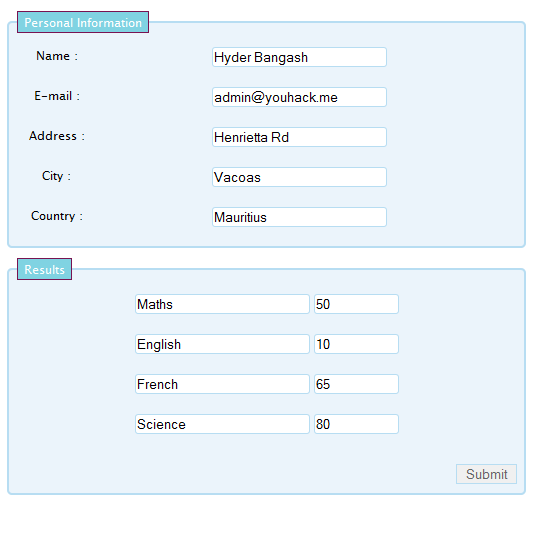 Personal Information
Name : Hyder Bangash
E-mail : admin@youhack.me
Address : Henrietta Rd
City : Vacoas
Country : Mauritius
Results
Maths 50
English 10
French 65
Science 80
Submit